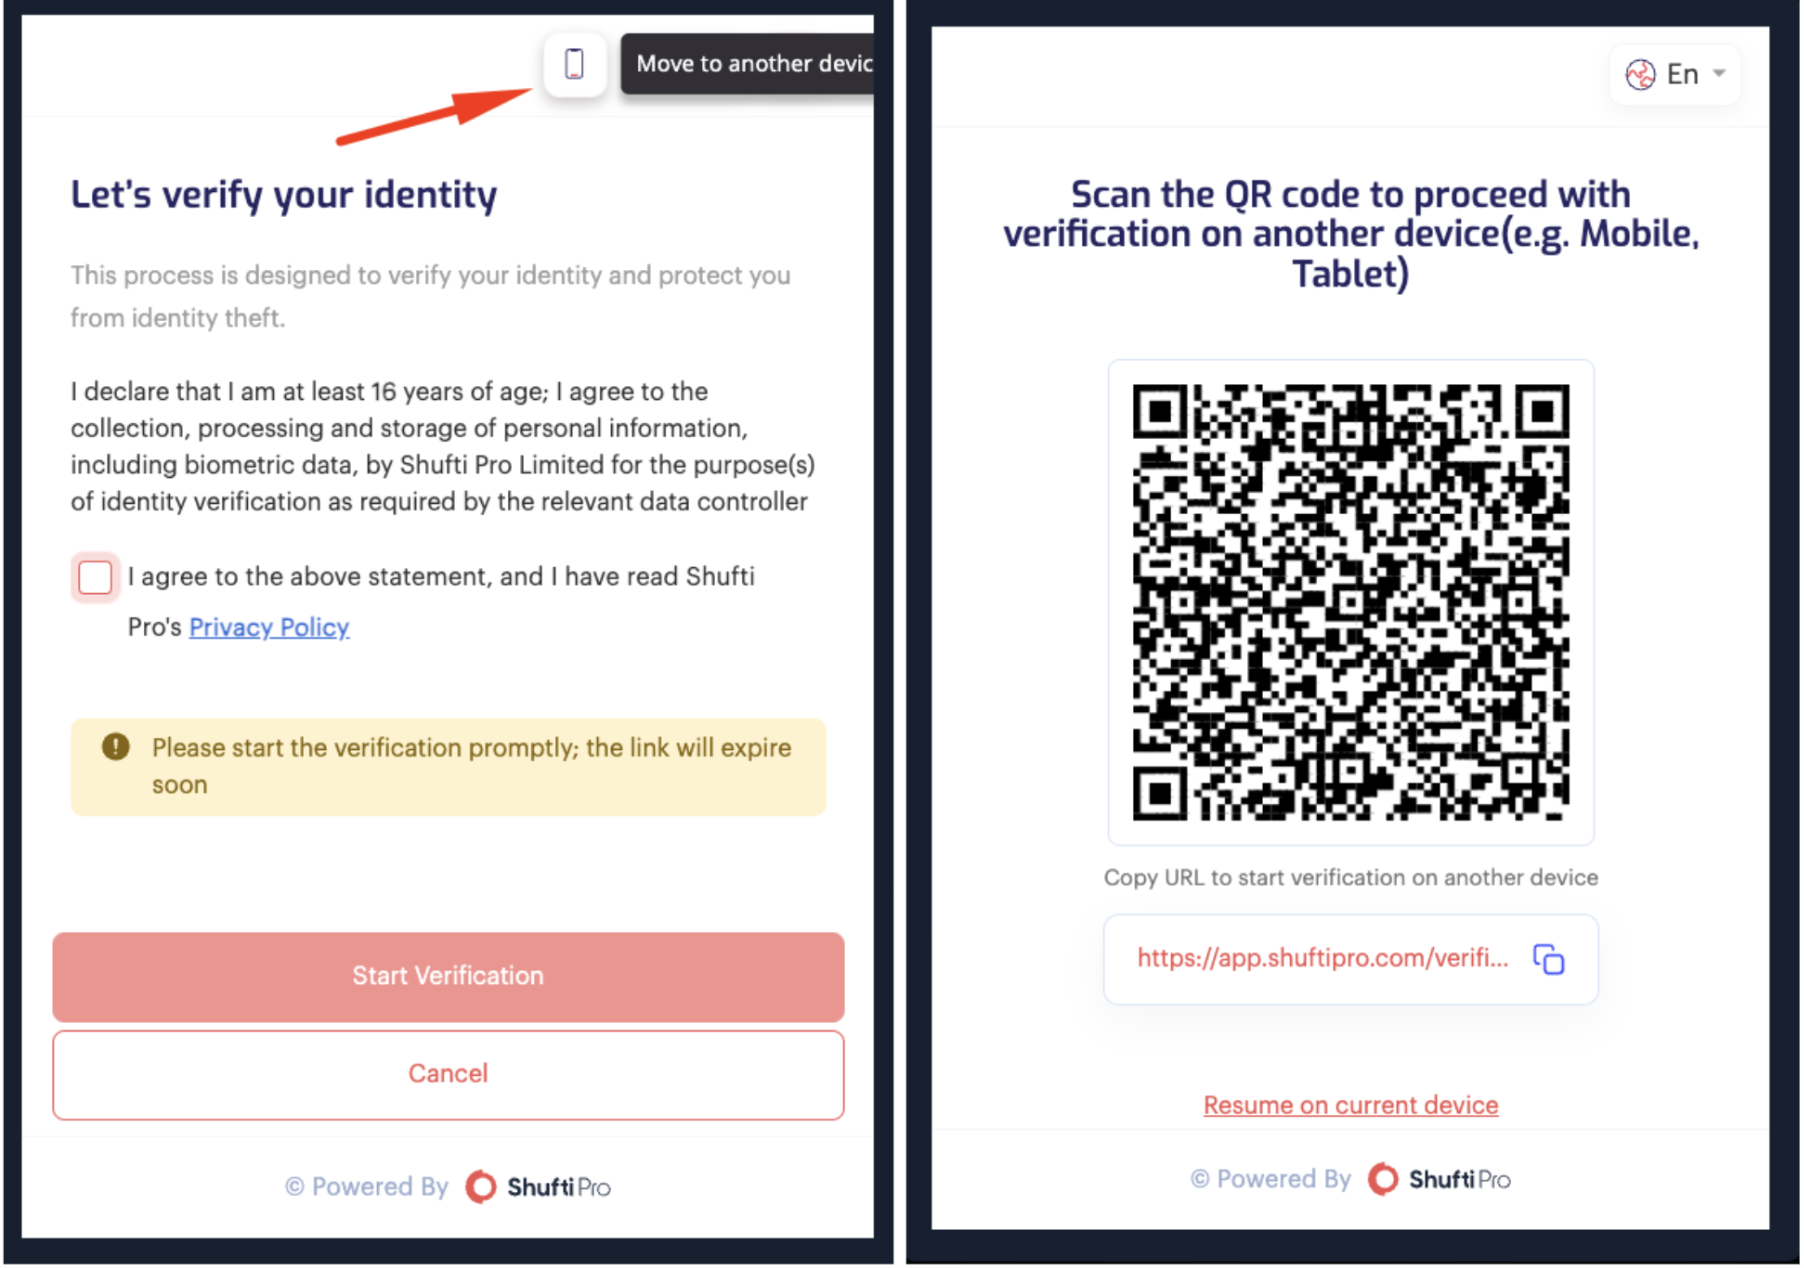 Move to another devic
Let's verify your identity
This process is designed to verify your identity and protect you
from identity theft.
I declare that I am at least 16 years of age; I agree to the
collection, processing and storage of personal information,
including biometric data, by Shufti Pro Limited for the purpose(s)
of identity verification as required by the relevant data controller
I agree to the above statement, and I have read Shufti
Pro's Privacy Policy
Please start the verification promptly; the link will expire
soon
Start Verification
Cancel
© Powered By Shufti Pro
En
Scan the QR code to proceed with
verification on another device(e.g. Mobile,
Tablet)
Copy URL to start verification on another device
https://app.shuftipro.com/verifi...
Resume on current device
© Powered By Shufti Pro